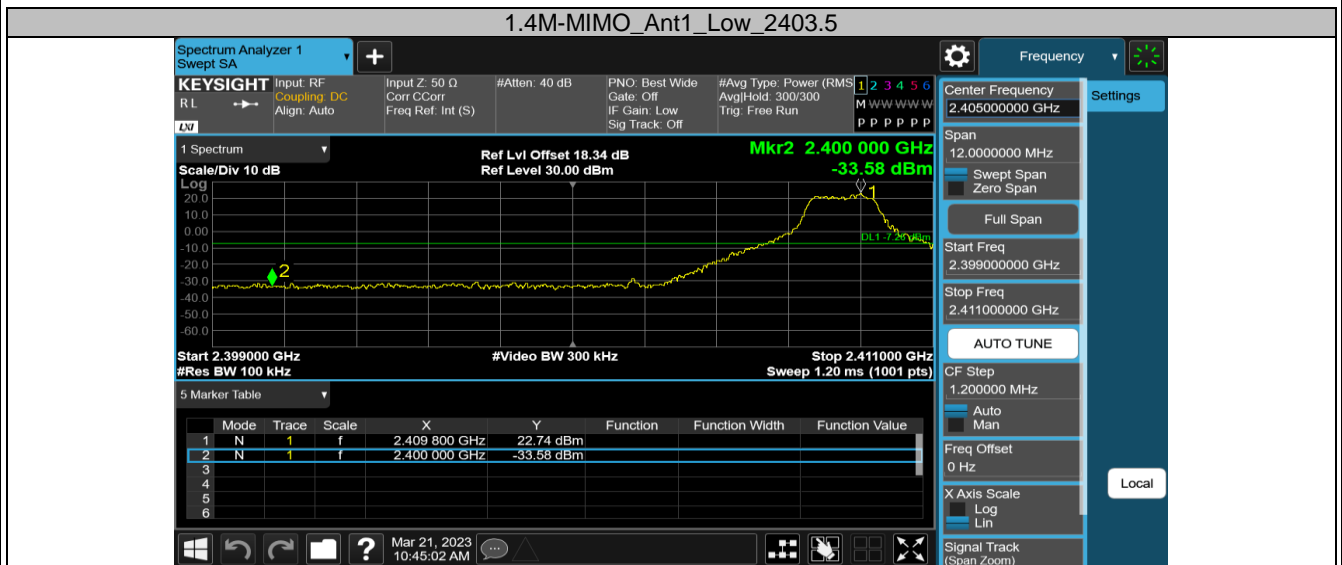 1.4M-MIMO_Ant1_Low_2403.5
Spectrum Analyzer 1
Swept SA
+
Frequency
KEYSIGHT
R L
LXI
Input: RF
Coupling: DC
Align: Auto
Input Z: 50 Ω
Corr CCorr
Freq Ref: Int (S)
#Atten: 40 dB
PNO: Best Wide
Gate: Off
IF Gain: Low
Sig Track: Off
#Avg Type: Power (RMS
Avg|Hold: 300/300
Trig: Free Run
1 2 3 4 5 6
M W W W W W
P P P P P P
1 Spectrum
Scale/Div 10 dB
Ref Lvl Offset 18.34 dB
Ref Level 30.00 dBm
Mkr2 2.400 000 GHz
-33.58 dBm
Log
20.0
10.0
0.00
-10.0
-20.0
-30.0
-40.0
-50.0
-60.0
1
2
DL1 -7.26 dBm
Start 2.399000 GHz
#Res BW 100 kHz
#Video BW 300 kHz
Stop 2.411000 GHz
Sweep 1.20 ms (1001 pts)
5 Marker Table
Mode Trace Scale X Y Function Function Width Function Value
1 N 1 f 2.409 800 GHz 22.74 dBm
2 N 1 f 2.400 000 GHz -33.58 dBm
3
4
5
6
Mar 21, 2023
10:45:02 AM
Center Frequency
2.405000000 GHz
Settings
Span
12.0000000 MHz
Swept Span
Zero Span
Full Span
Start Freq
2.399000000 GHz
Stop Freq
2.411000000 GHz
AUTO TUNE
CF Step
1.200000 MHz
Auto
Man
Freq Offset
0 Hz
X Axis Scale
Log
Lin
Signal Track
(Span Zoom)
Local